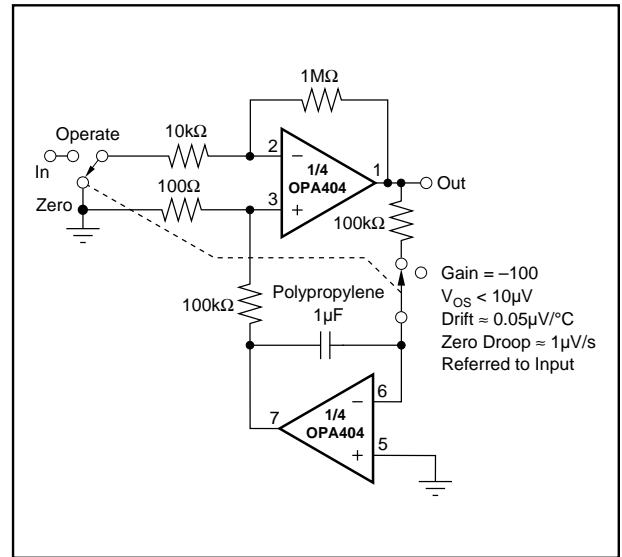 1MΩ
Operate
10kΩ
In
2
–
1/4
OPA404
1
Out
100Ω
Zero
3
+
100kΩ
100kΩ
Polypropylene
1µF
Gain = –100
VOS < 10µV
Drift ≈ 0.05µV/°C
Zero Droop ≈ 1µV/s
Referred to Input
7
1/4
OPA404
–
6
+
5